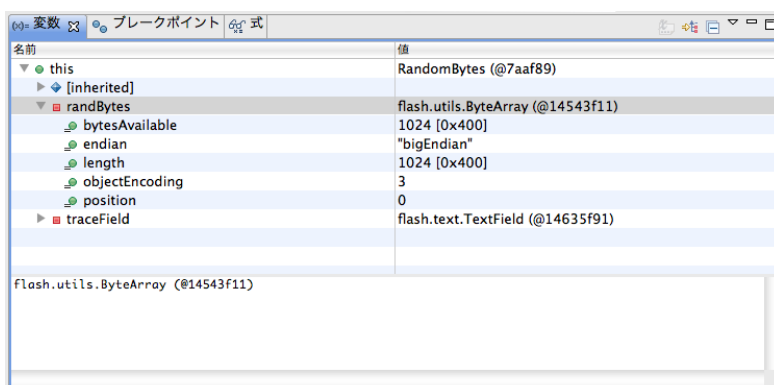 (x)= 変数 ブレークポイント 式
名前 値
this RandomBytes (@7aaf89)
[inherited]
randBytes flash.utils.ByteArray (@14543f11)
bytesAvailable 1024 [0x400]
endian "bigEndian"
length 1024 [0x400]
objectEncoding 3
position 0
traceField flash.text.TextField (@14635f91)
flash.utils.ByteArray (@14543f11)